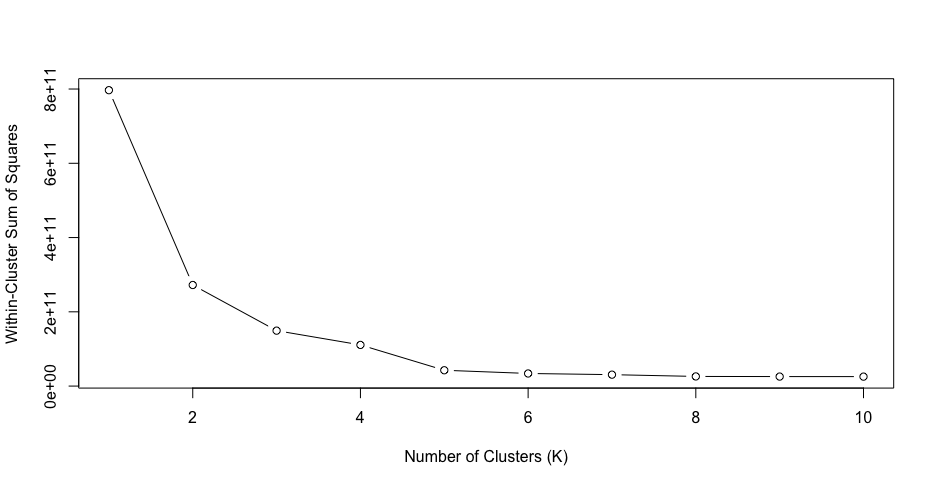 Within-Cluster Sum of Squares
8e+11
6e+11
4e+11
2e+11
0e+00
2 4 6 8 10
Number of Clusters (K)